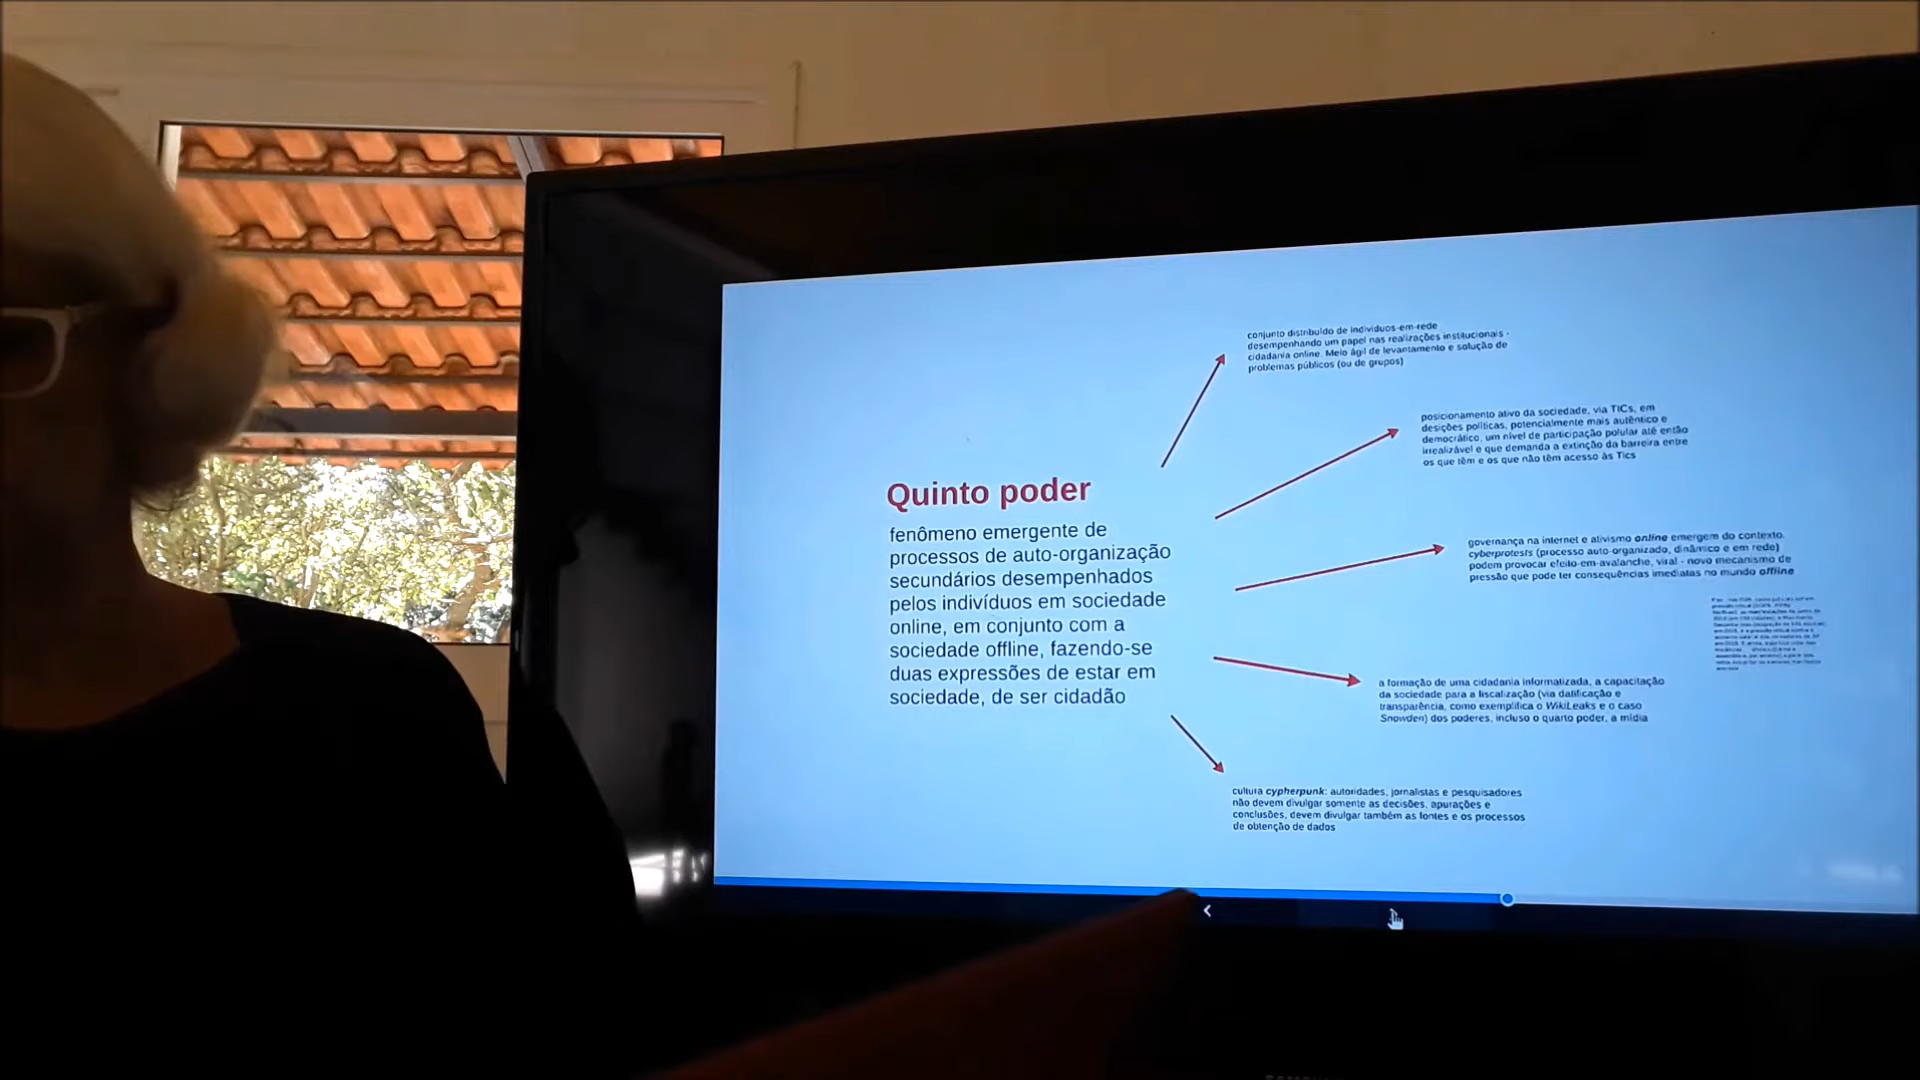 Quinto poder
fenômeno emergente de
processos de auto-organização
secundários desempenhados
pelos indivíduos em sociedade
online, em conjunto com a
sociedade offline, fazendo-se
duas expressões de estar em
sociedade, de ser cidadão
conjunto distribuído de indivíduos-em-rede
desempenhando um papel nas realizações institucionais -
cidadania online. Meio ágil de levantamento e solução de
problemas públicos (ou de grupos)
posicionamento ativo da sociedade, via TICs, em
desições políticas, potencialmente mais autêntico e
democrático, um nível de participação polular até então
irrealizável e que demanda a extinção da barreira entre
os que têm e os que não têm acesso às Tics
governança na internet e ativismo online emergem do contexto.
cyberprotests (processo auto-organizado, dinâmico e em rede)
podem provocar efeito-em-avalanche, viral - novo mecanismo de
pressão que pode ter consequências imediatas no mundo offline
a formação de uma cidadania informatizada, a capacitação
da sociedade para a fiscalização (via datificação e
transparência, como exemplifica o WikiLeaks e o caso
Snowden) dos poderes, incluso o quarto poder, a mídia
cultura cypherpunk: autoridades, jornalistas e pesquisadores
não devem divulgar somente as decisões, apurações e
conclusões, devem divulgar também as fontes e os processos
de obtenção de dados